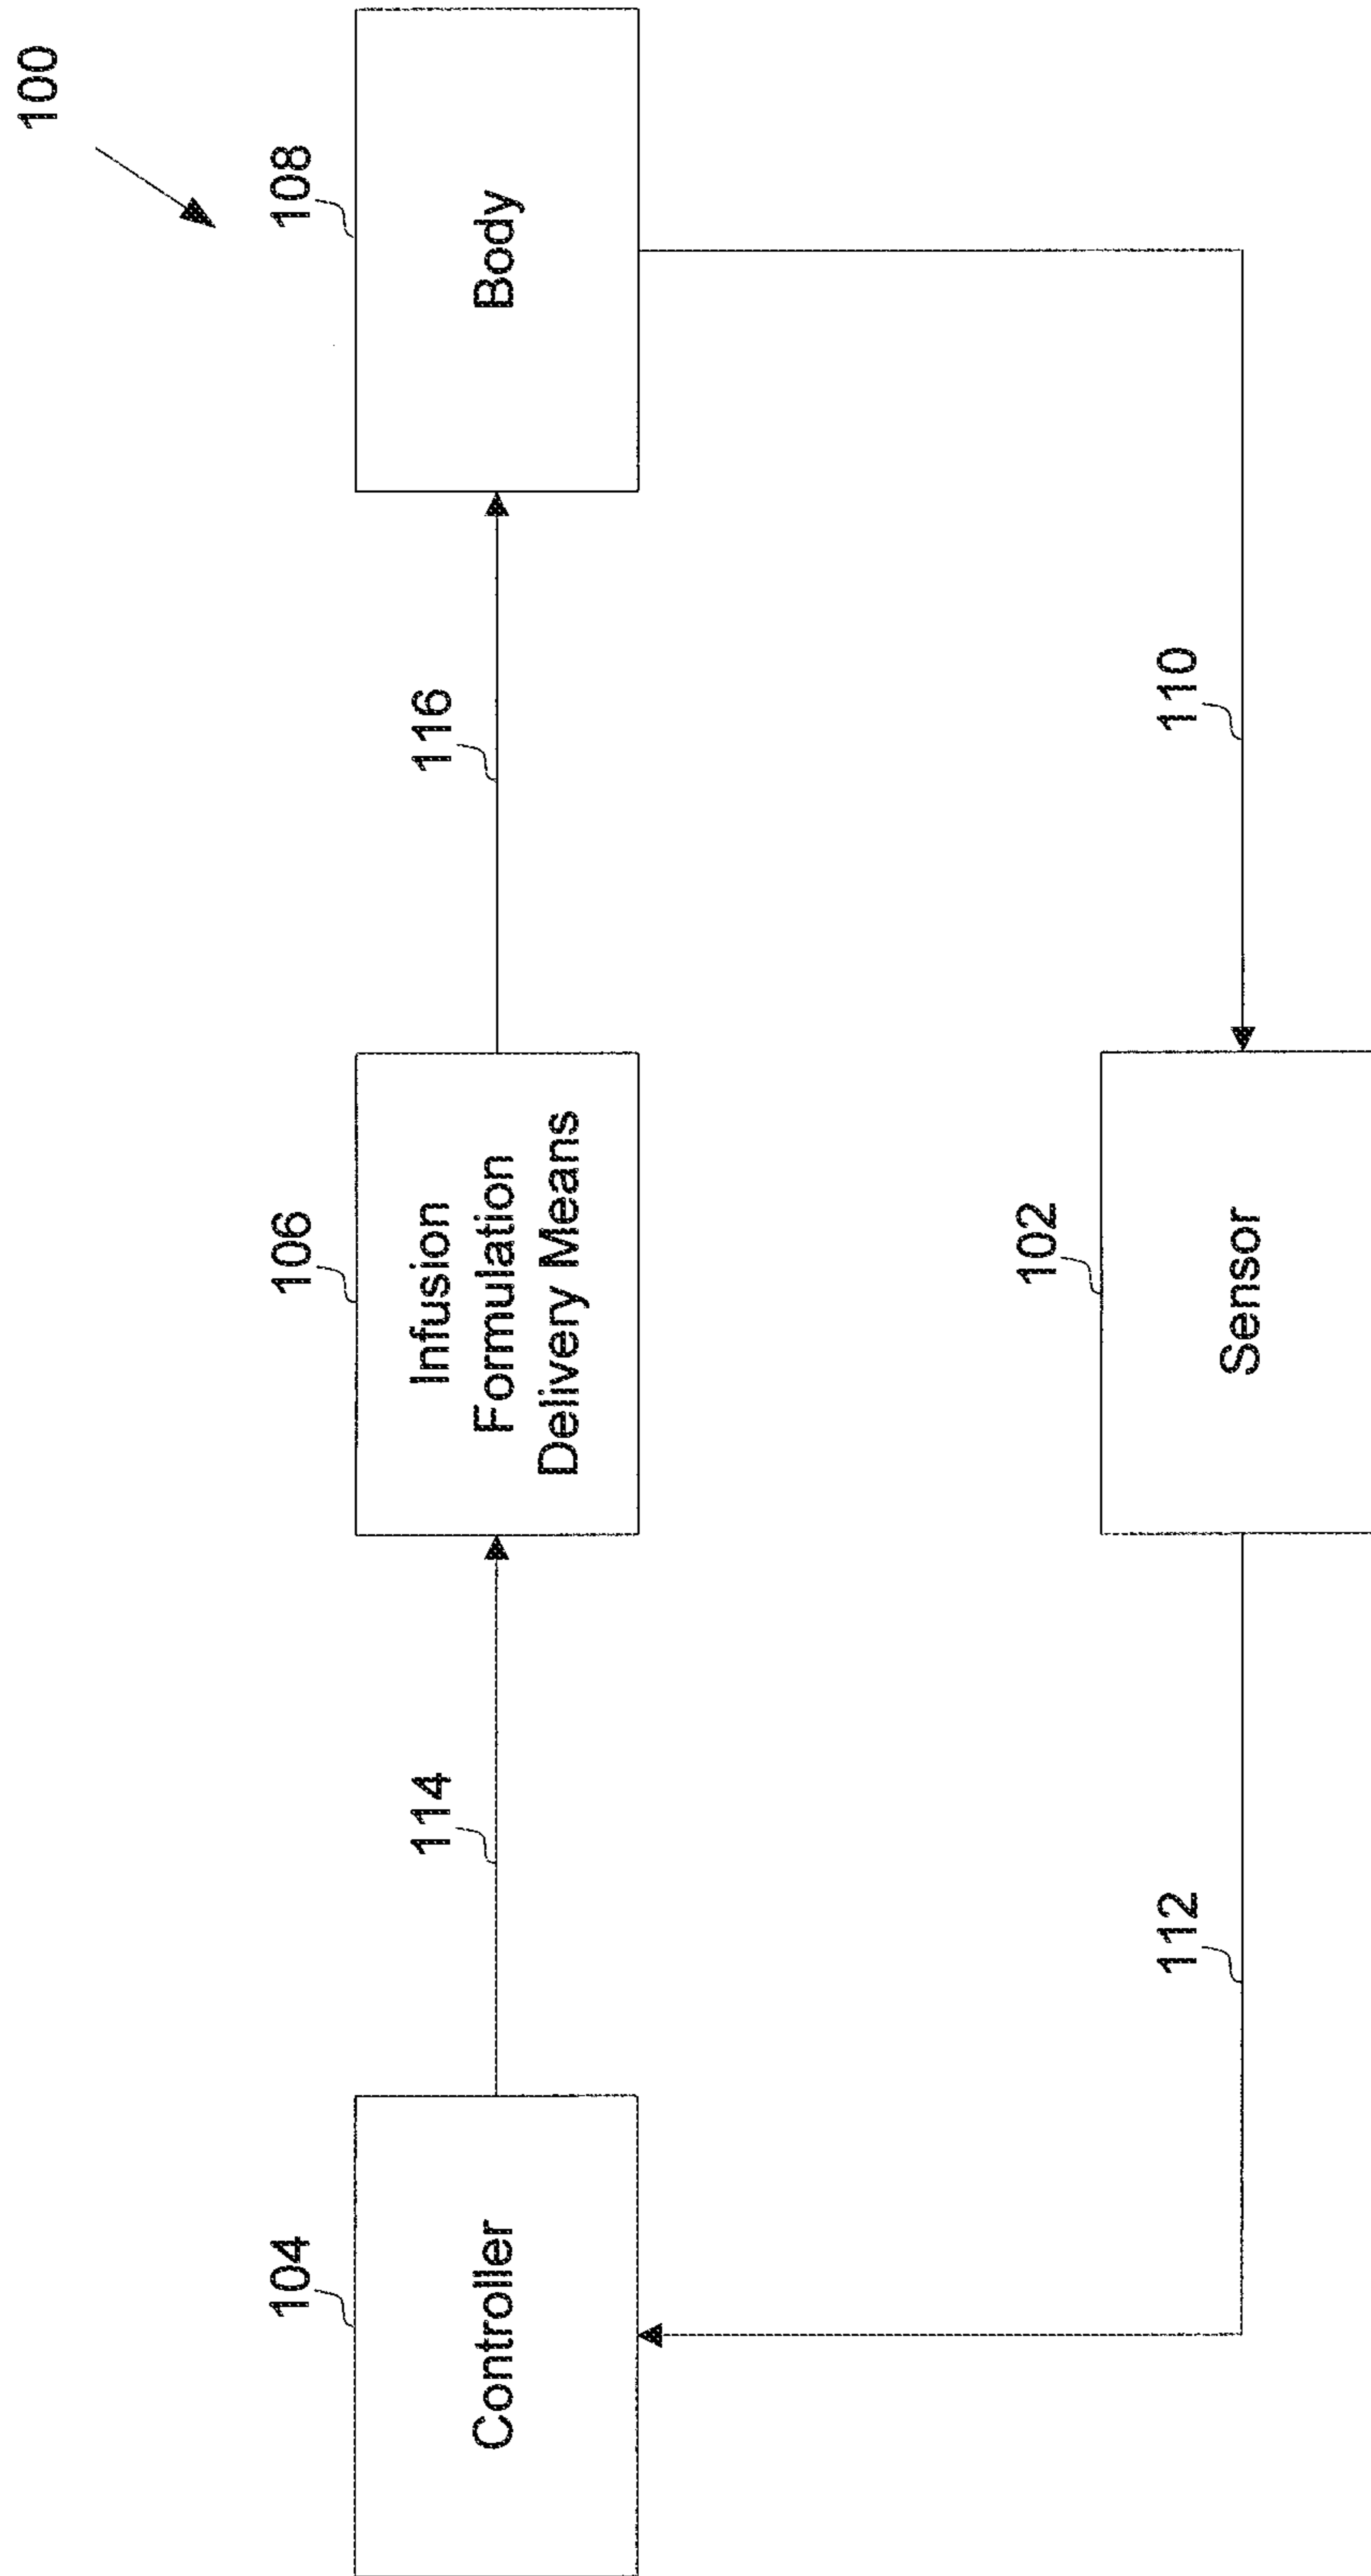 100
104
Controller
114
106
Infusion
Formulation
Delivery Means
116
108
Body
112
102
Sensor
110